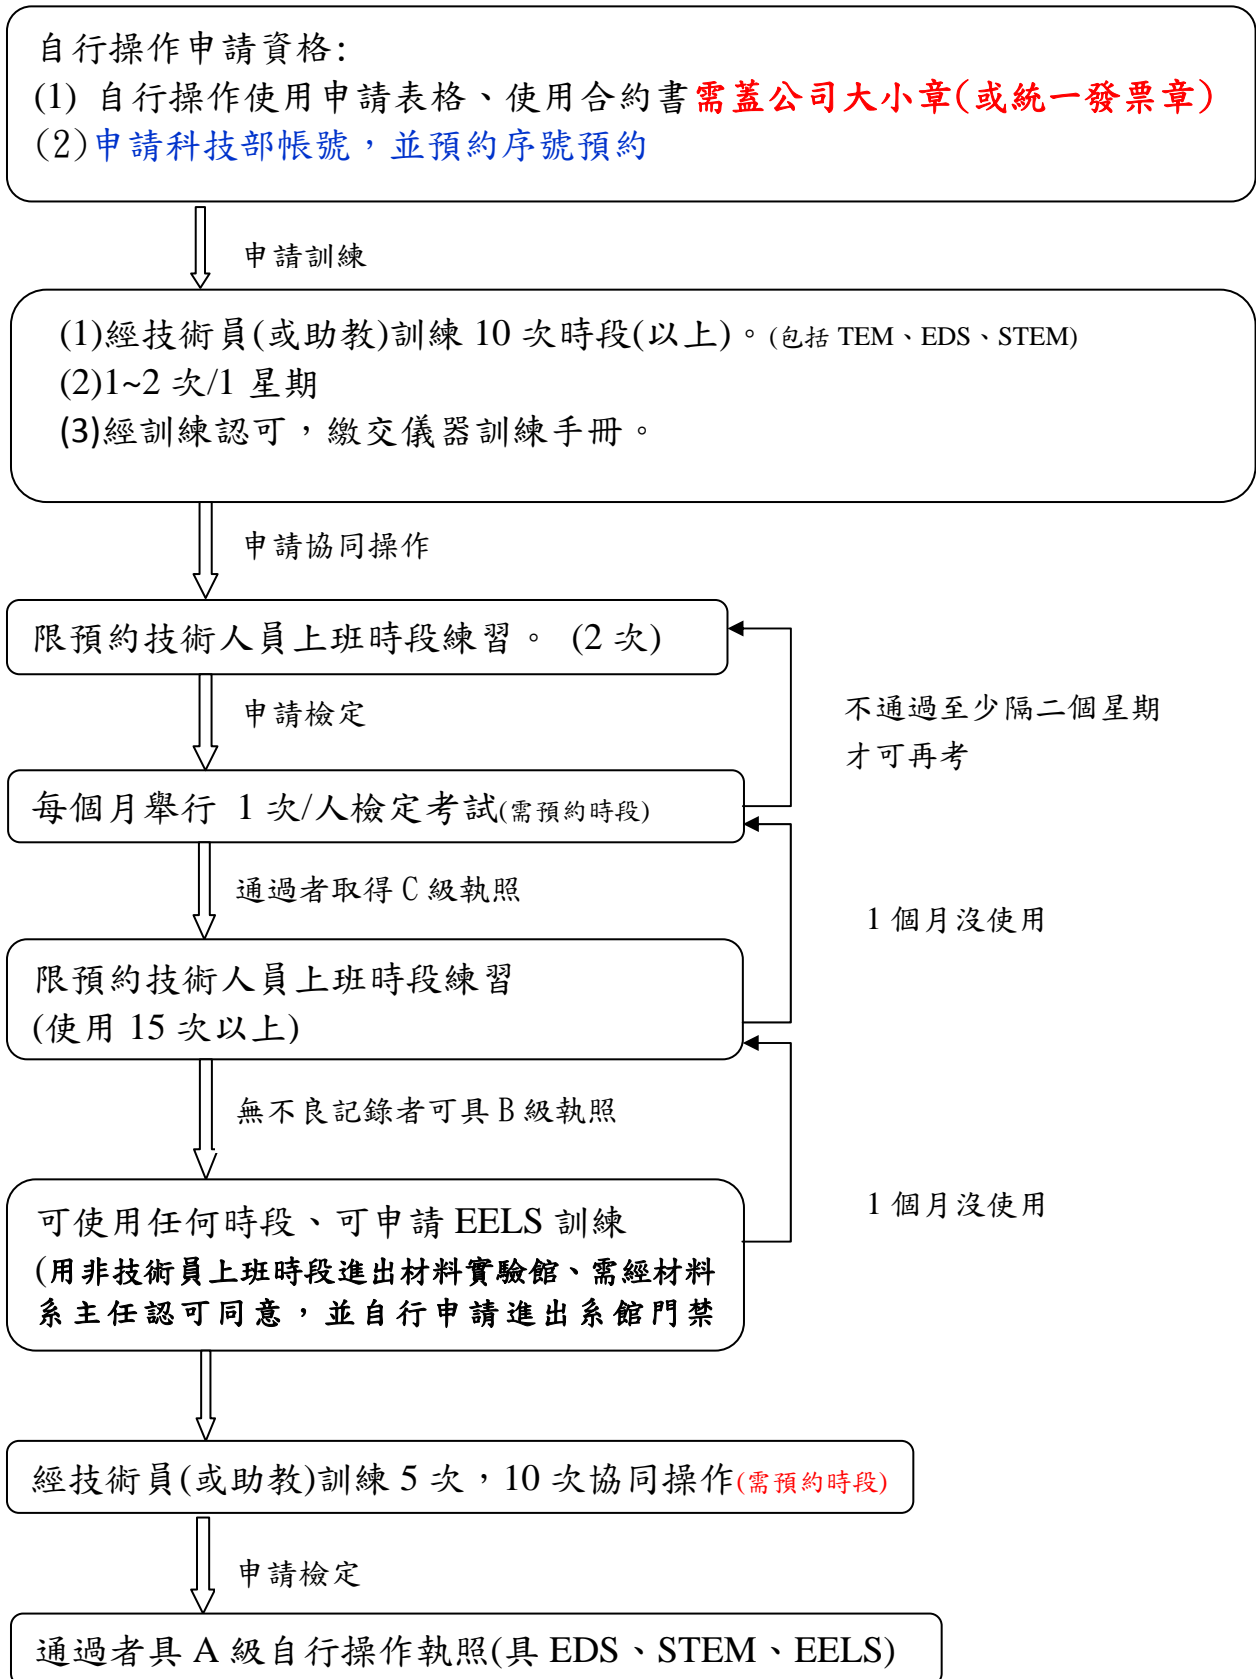 自行操作申請資格:
(1) 自行操作使用申請表格、使用合約書需蓋公司大小章(或統一發票章)
(2)申請科技部帳號，並預約序號預約
申請訓練
(1)經技術員(或助教)訓練 10 次時段(以上)。(包括 TEM、EDS、STEM)
(2)1~2 次/1 星期
(3)經訓練認可，繳交儀器訓練手冊。
申請協同操作
限預約技術人員上班時段練習。 (2 次)
申請檢定
不通過至少隔二個星期
才可再考
每個月舉行 1 次/人檢定考試(需預約時段)
通過者取得 C 級執照
1 個月沒使用
限預約技術人員上班時段練習
(使用 15 次以上)
無不良記錄者可具 B 級執照
1 個月沒使用
可使用任何時段、可申請 EELS 訓練
(用非技術員上班時段進出材料實驗館、需經材料
系主任認可同意，並自行申請進出系館門禁
經技術員(或助教)訓練 5 次，10 次協同操作(需預約時段)
申請檢定
通過者具 A 級自行操作執照(具 EDS、STEM、EELS)